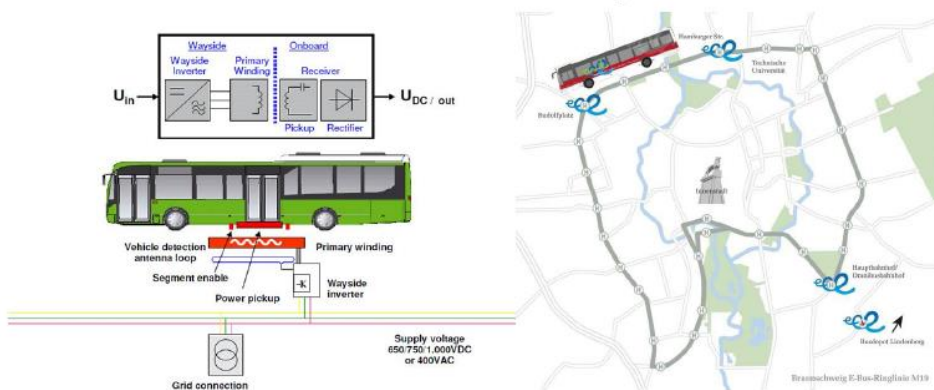 Wayside
Onboard
Wayside
Inverter
Primary
Winding
Receiver
Uin
UDC / out
Pickup
Rectifier
Vehicle detection
antenna loop
Primary winding
Segment enable
Power pickup
Wayside
inverter
Supply voltage
650/750/1.000VDC
or 400VAC
Grid connection
Hamburger Str.
Technische
Universität
Rudolfplatz
Innenstadt
Hauptbahnhof/
Omnibusbahnhof
Busdepot Lindenberg
Braunschweig E-Bus-Ringlinie M19